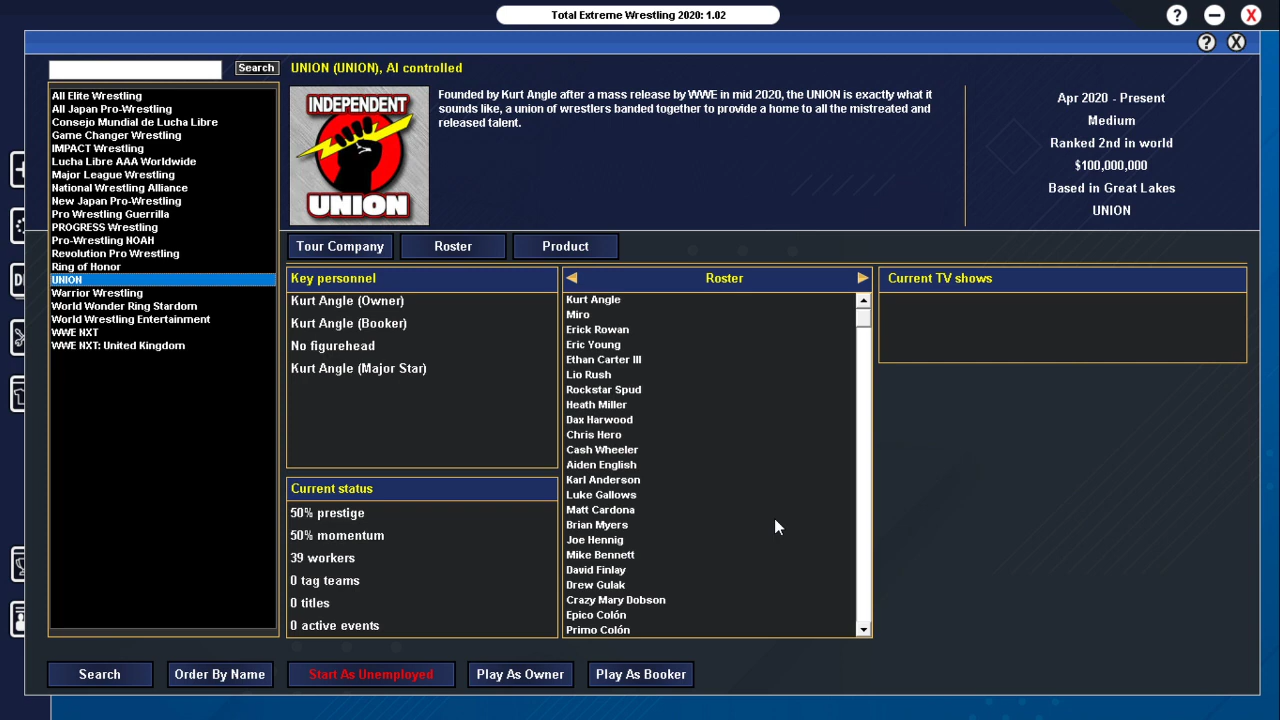 Total Extreme Wrestling 2020: 1.02
? – X
? X
Search
UNION (UNION), AI controlled
All Elite Wrestling
All Japan Pro-Wrestling
Consejo Mundial de Lucha Libre
Game Changer Wrestling
IMPACT Wrestling
Lucha Libre AAA Worldwide
Major League Wrestling
National Wrestling Alliance
New Japan Pro-Wrestling
Pro Wrestling Guerrilla
PROGRESS Wrestling
Pro-Wrestling NOAH
Revolution Pro Wrestling
Ring of Honor
UNION
Warrior Wrestling
World Wonder Ring Stardom
World Wrestling Entertainment
WWE NXT
WWE NXT: United Kingdom
INDEPENDENT
UNION
Founded by Kurt Angle after a mass release by WWE in mid 2020, the UNION is exactly what it
sounds like, a union of wrestlers banded together to provide a home to all the mistreated and
released talent.
Apr 2020 - Present
Medium
Ranked 2nd in world
$100,000,000
Based in Great Lakes
UNION
Tour Company
Roster
Product
Key personnel
Kurt Angle (Owner)
Kurt Angle (Booker)
No figurehead
Kurt Angle (Major Star)
Current status
50% prestige
50% momentum
39 workers
0 tag teams
0 titles
0 active events
Roster
Kurt Angle
Miro
Erick Rowan
Eric Young
Ethan Carter III
Lio Rush
Rockstar Spud
Heath Miller
Dax Harwood
Chris Hero
Cash Wheeler
Aiden English
Karl Anderson
Luke Gallows
Matt Cardona
Brian Myers
Joe Hennig
Mike Bennett
David Finlay
Drew Gulak
Crazy Mary Dobson
Epico Colón
Primo Colón
Current TV shows
Search
Order By Name
Start As Unemployed
Play As Owner
Play As Booker